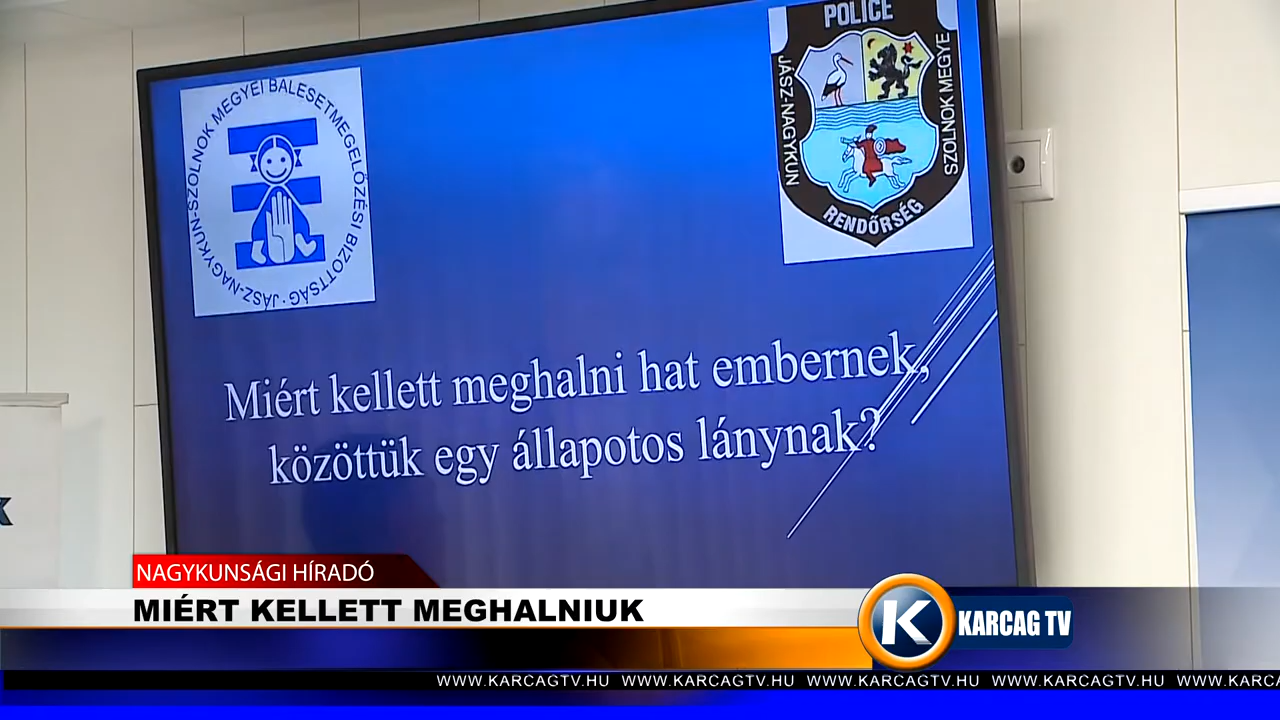 JÁSZ-NAGYKUN-SZOLNOK MEGYEI BALESETMEGELŐZÉSI BIZOTTSÁG ·
POLICE
JÁSZ-NAGYKUN
SZOLNOK MEGYE
RENDŐRSÉG
Miért kellett meghalni hat embernek,
közöttük egy állapotos lánynak?
K
NAGYKUNSÁGI HÍRADÓ
MIÉRT KELLETT MEGHALNIUK
K KARCAG TV
WWW.KARCAGTV.HU WWW.KARCAGTV.HU WWW.KARCAGTV.HU WWW.KARCAGTV.HU WWW.KARCA